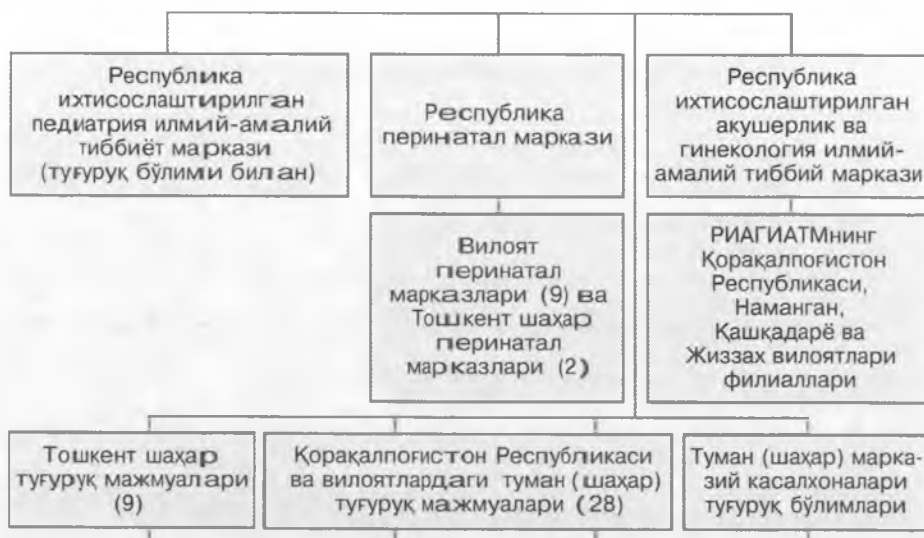 Республика
ихтисослаштирилган
педиатрия илмий-амалий
тиббиёт маркази
(туғуруқ бўлими билан)
Республика
перинатал маркази
Республика
ихтисослаштирилган
акушерлик ва
гинекология илмий-
амалий тиббий маркази
Вилоят
перинатал
марказлари (9) ва
Тошкент шаҳар
перинатал
марказлари (2)
РИАГИАТМнинг
Қорақалпоғистон
Республикаси,
Наманган,
Қашқадарё ва
Жиззах вилоятлари
филиаллари
Тошкент шаҳар
туғуруқ мажмуалари
(9)
Қорақалпоғистон Республикаси
ва вилоятлардаги туман (шаҳар)
туғуруқ мажмуалари (28)
Туман (шаҳар) марка-
зий касалхоналари
туғуруқ бўлимлари